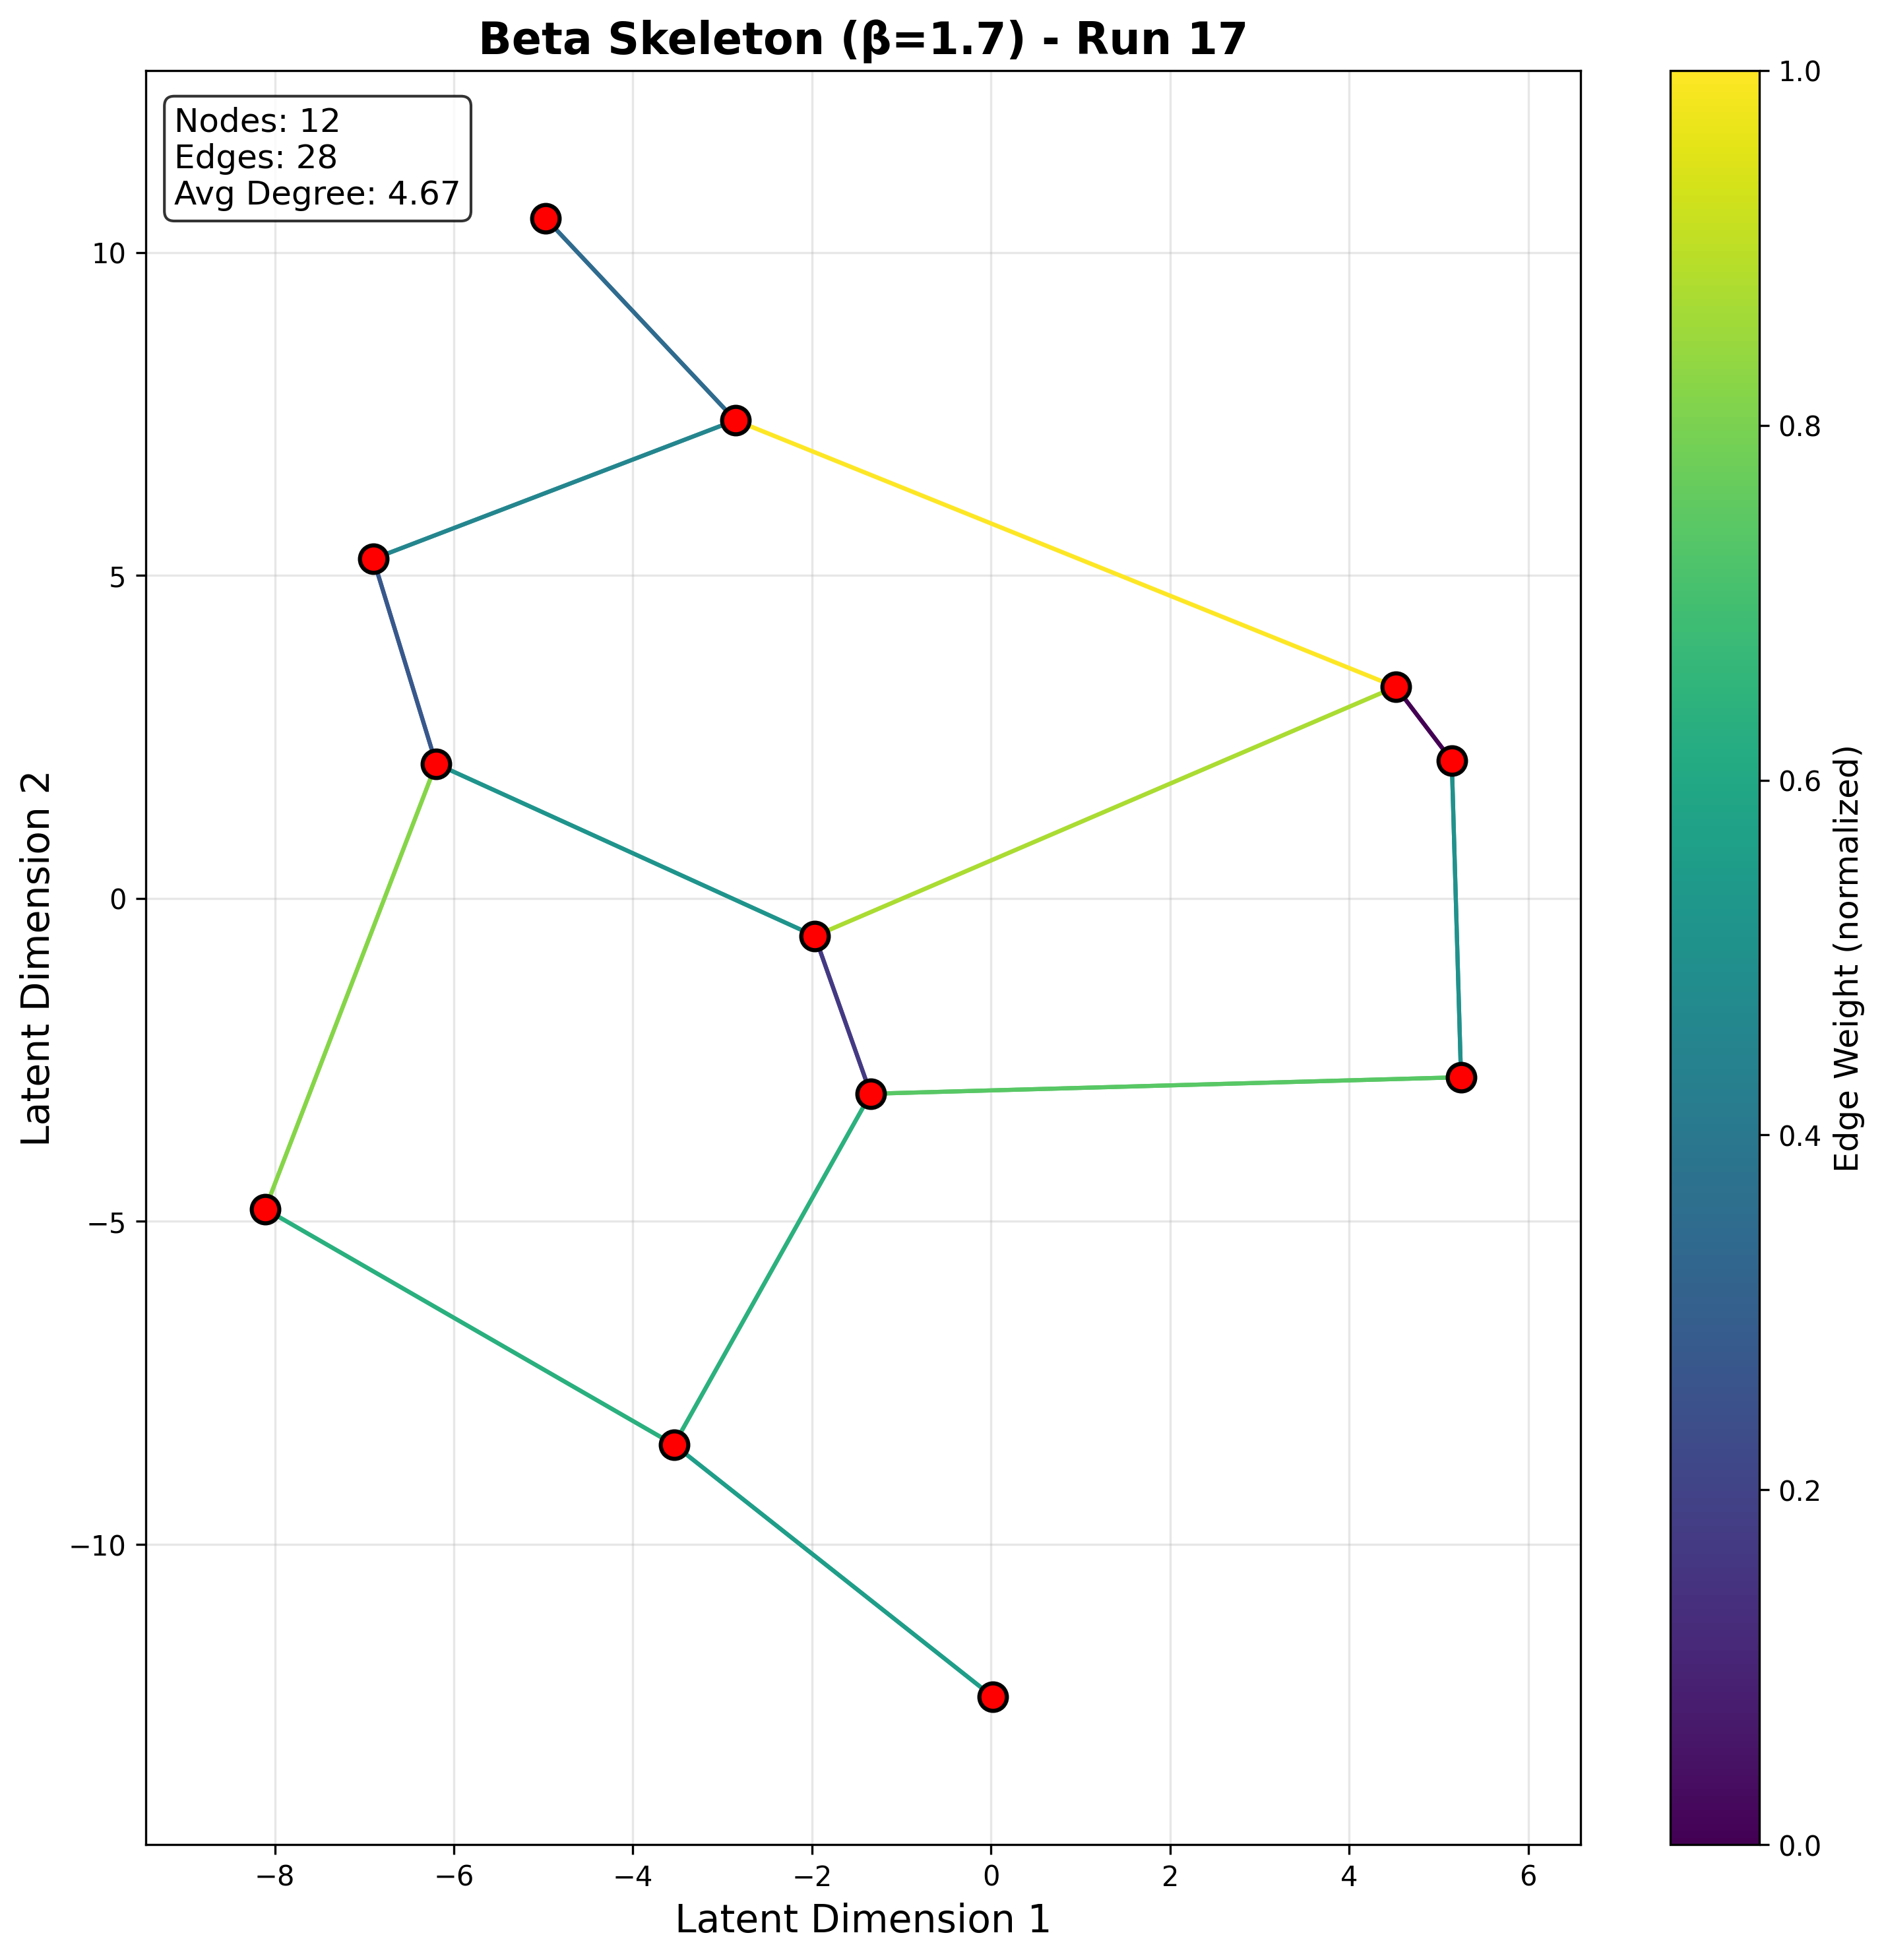 Beta Skeleton (β=1.7) - Run 17
Nodes: 12
Edges: 28
Avg Degree: 4.67
10
5
0
−5
−10
Latent Dimension 2
−8
−6
−4
−2
0
2
4
6
Latent Dimension 1
1.0
0.8
0.6
0.4
0.2
0.0
Edge Weight (normalized)